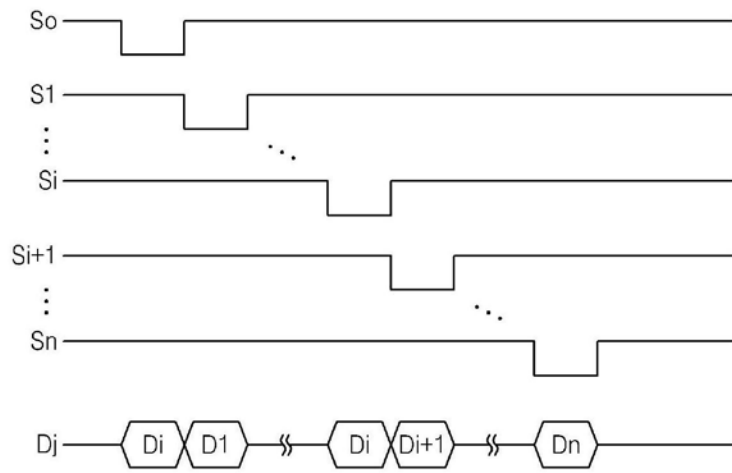 So
S1
Si
Si+1
Sn
Dj Di D1 Di Di+1 Dn